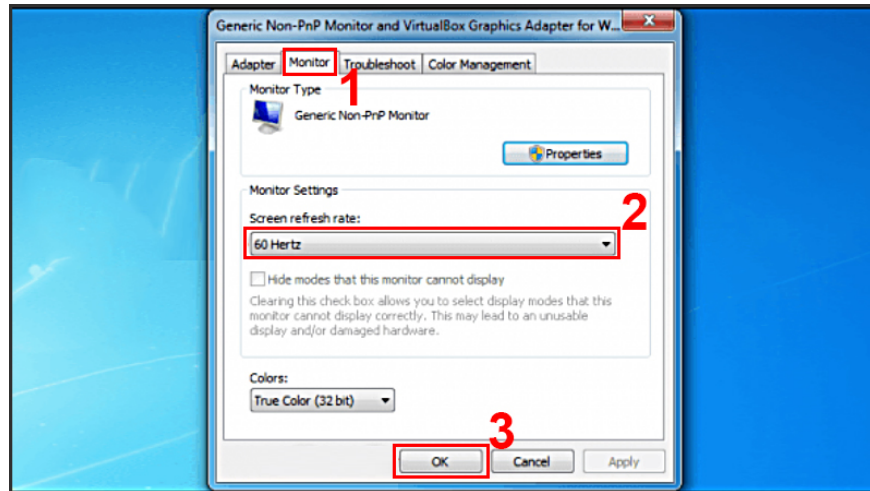 Generic Non-PnP Monitor and VirtualBox Graphics Adapter for W...
Adapter Monitor Troubleshoot Color Management
1
Monitor Type
Generic Non-PnP Monitor
Properties
Monitor Settings
2
Screen refresh rate:
60 Hertz
Hide modes that this monitor cannot display
Clearing this check box allows you to select display modes that this
monitor cannot display correctly. This may lead to an unusable
display and/or damaged hardware.
Colors:
True Color (32 bit)
3
OK Cancel Apply